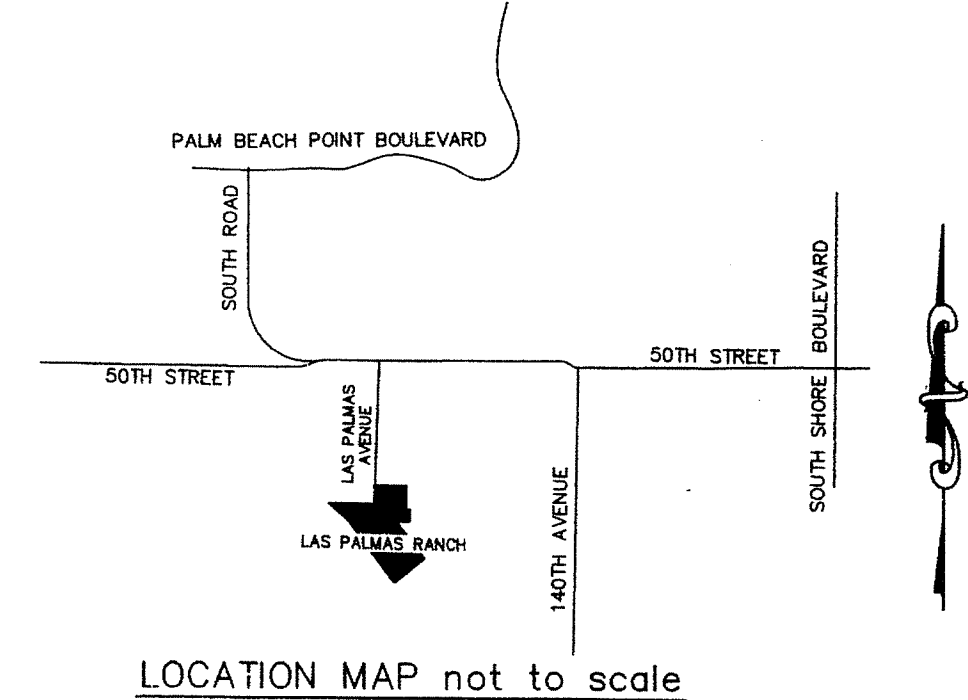 PALM BEACH POINT BOULEVARD
SOUTH ROAD
SOUTH SHORE BOULEVARD
50TH STREET
50TH STREET
LAS PALMAS
AVENUE
140TH AVENUE
LAS PALMAS RANCH
LOCATION MAP not to scale